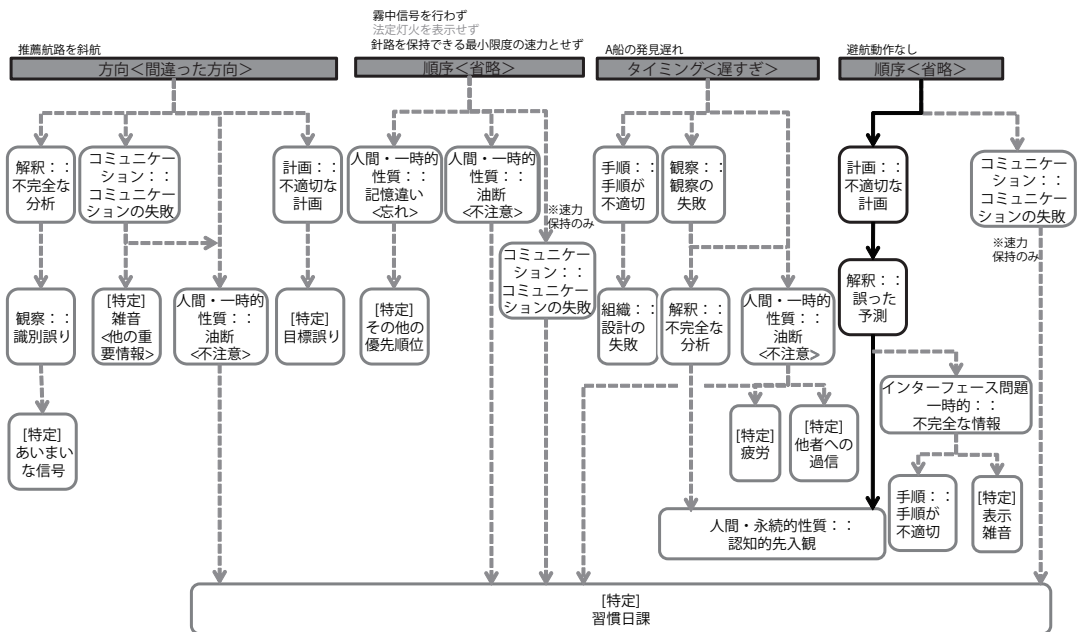 霧中信号を行わず
法定灯火を表示せず
針路を保持できる最小限度の速力とせず
推薦航路を斜航
A船の発見遅れ
避航動作なし
方向<間違った方向>
順序<省略>
タイミング<遅すぎ>
順序<省略>
解釈：：
不完全な
分析
コミュニケー
ション：：
コミュニケー
ションの失敗
計画：：
不適切な
計画
人間・一時的
性質：：
記憶違い
<忘れ>
人間・一時的
性質：：
油断
<不注意>
※速力
保持のみ
手順：：
手順が
不適切
観察：：
観察の
失敗
計画：：
不適切な
計画
コミュニケー
ション：：
コミュニケー
ションの失敗
※速力
保持のみ
観察：：
識別誤り
[特定]
雑音
<他の重
要情報>
人間・一時的
性質：：
油断
<不注意>
[特定]
目標誤り
[特定]
その他の
優先順位
コミュニケー
ション：：
コミュニケー
ションの失敗
組織：：
設計の
失敗
解釈：：
不完全な
分析
人間・一時的
性質：：
油断
<不注意>
解釈：：
誤った
予測
[特定]
あいまい
な信号
[特定]
疲労
[特定]
他者への
過信
インターフェース問題
一時的：：
不完全な情報
手順：：
手順が
不適切
[特定]
表示
雑音
人間・永続的性質：：
認知的先入観
[特定]
習慣日課